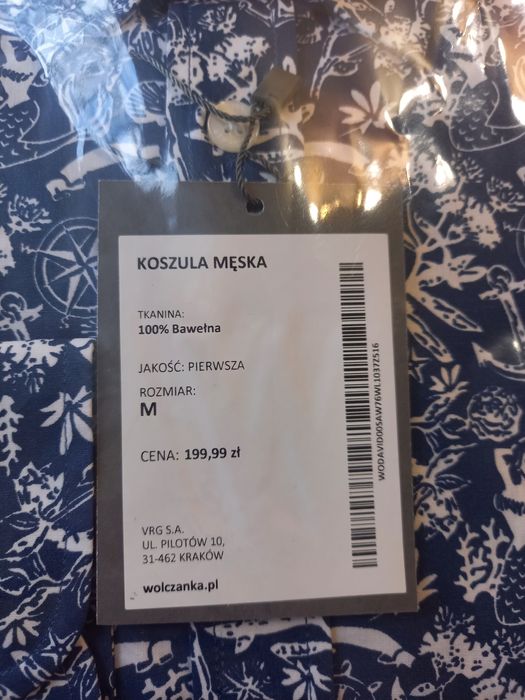 KOSZULA MĘSKA
TKANINA:
100% Bawełna
JAKOŚĆ: PIERWSZA
ROZMIAR:
M
CENA: 199,99 zł
VRG S.A.
UL. PILOTÓW 10,
31-462 KRAKÓW
wolczanka.pl
WODAVID00SAW76WL1037Z516